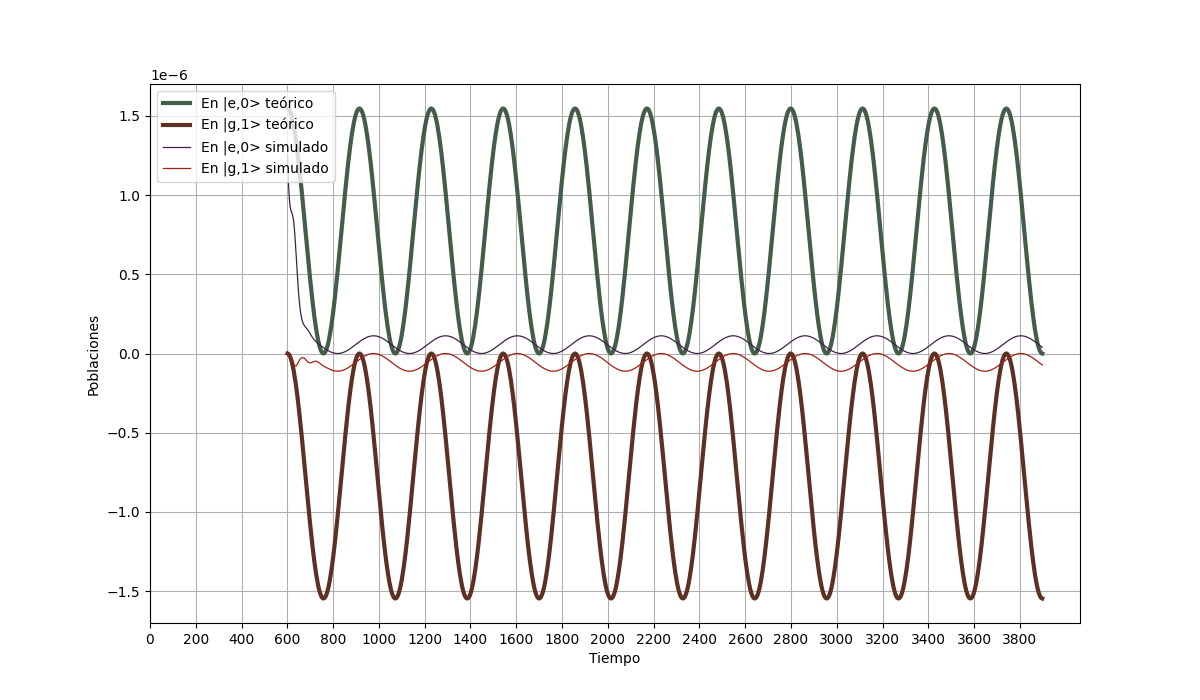 1e−6
En |e,0> teórico
En |g,1> teórico
En |e,0> simulado
En |g,1> simulado
1.5
1.0
0.5
0.0
−0.5
−1.0
−1.5
Poblaciones
0 200 400 600 800 1000 1200 1400 1600 1800 2000 2200 2400 2600 2800 3000 3200 3400 3600 3800
Tiempo